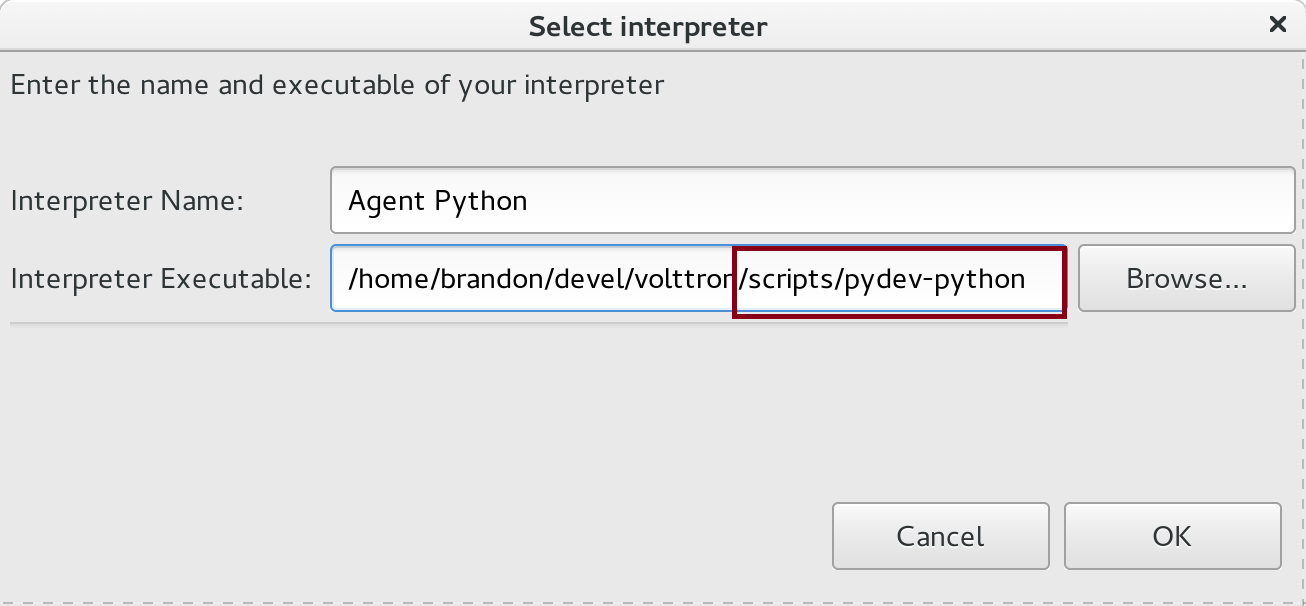 Select interpreter
Enter the name and executable of your interpreter
Interpreter Name: Agent Python
Interpreter Executable: /home/brandon/devel/volttron/scripts/pydev-python Browse...
Cancel OK